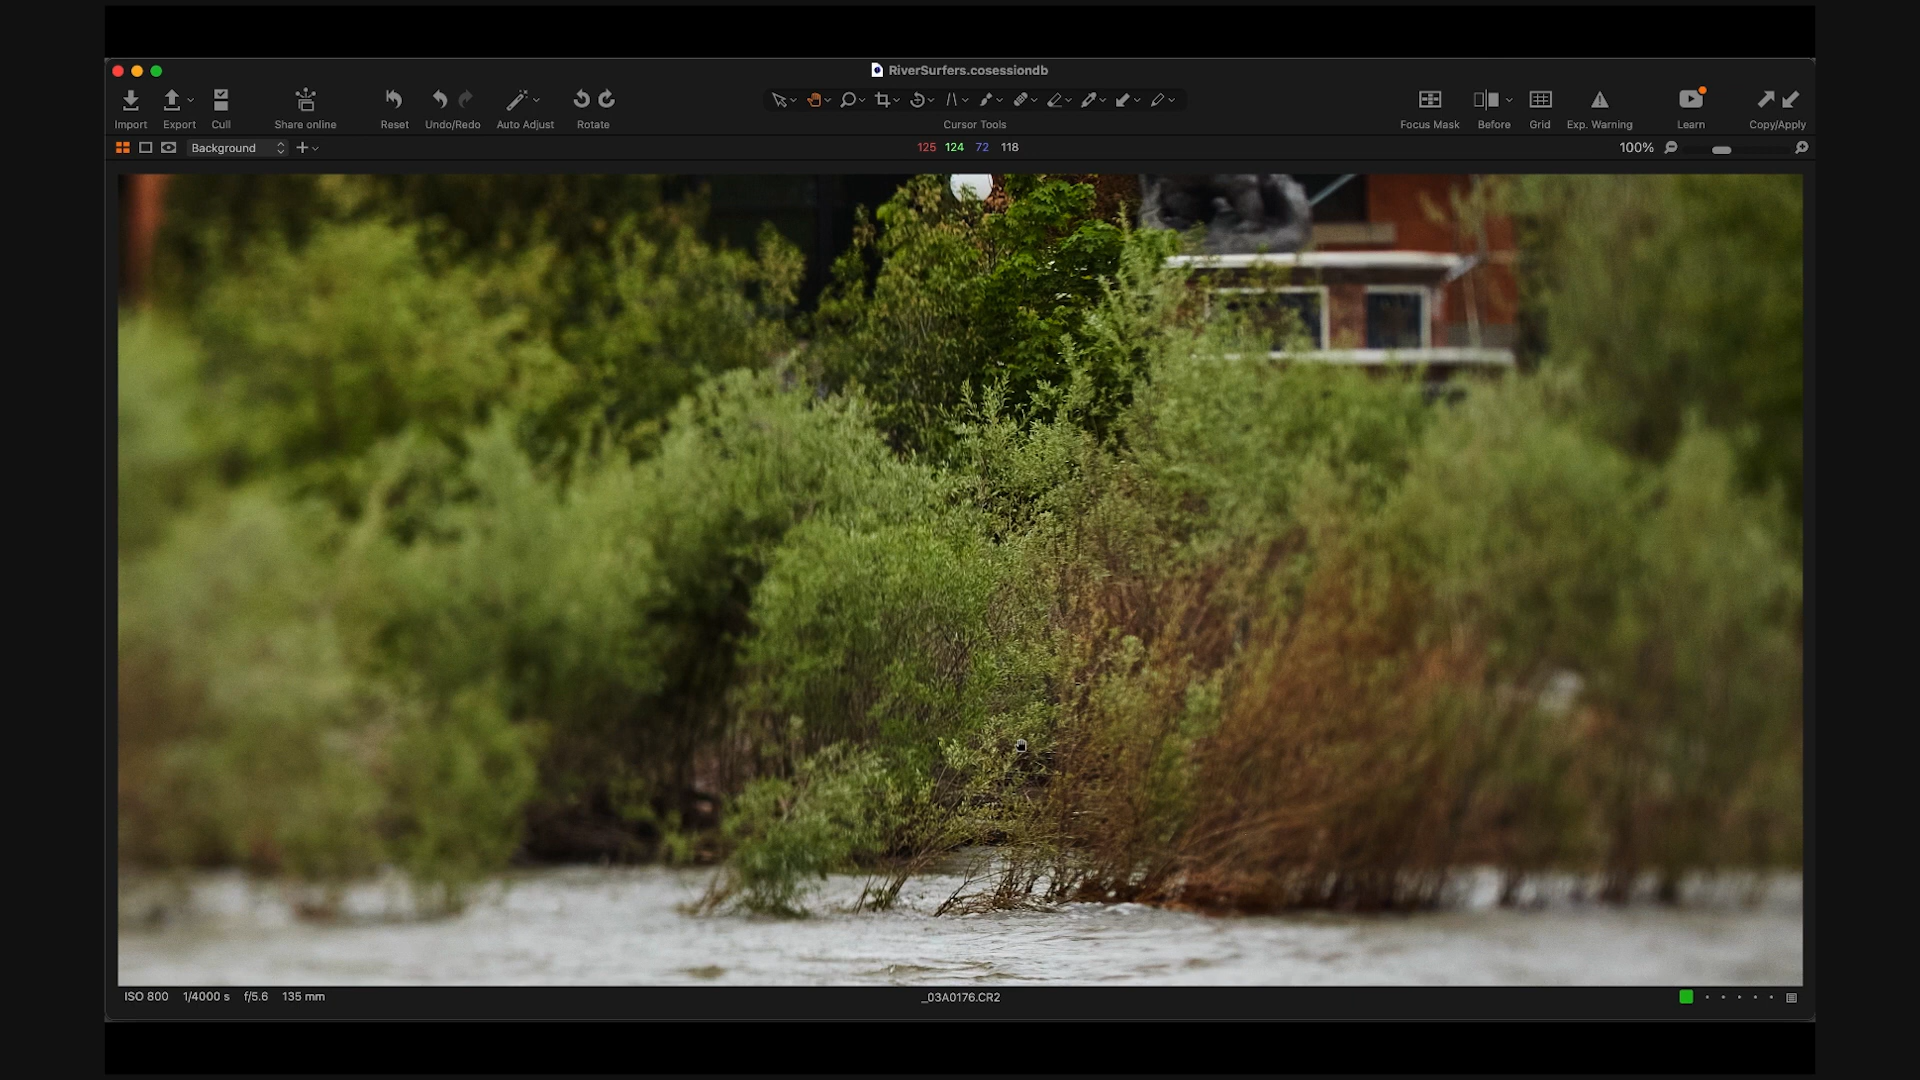 RiverSurfers.cosessiondb
Import Export Cull Share online Reset Undo/Redo Auto Adjust Rotate Cursor Tools Focus Mask Before Grid Exp. Warning Learn Copy/Apply
Background 125 124 72 118 100%
ISO 800 1/4000 s f/5.6 135 mm _03A0176.CR2